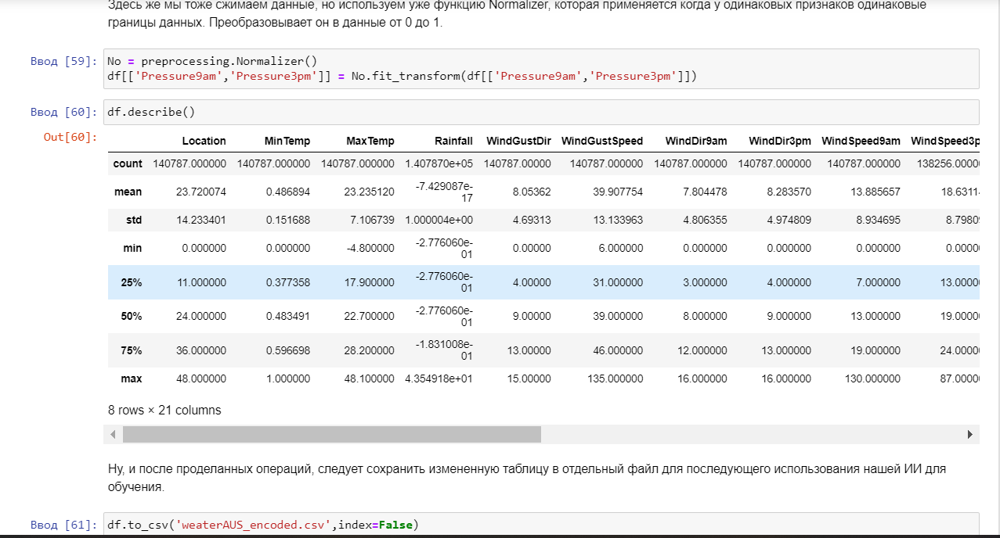 Здесь же мы тоже сжимаем данные, но используем уже функцию Normalizer, которая применяется когда у одинаковых признаков одинаковые
границы данных. Преобразовывает он в данные от 0 до 1.
Ввод [59]: No = preprocessing.Normalizer()
df[['Pressure9am','Pressure3pm']] = No.fit_transform(df[['Pressure9am','Pressure3pm']])
Ввод [60]: df.describe()
Out[60]:
Location MinTemp MaxTemp Rainfall WindGustDir WindGustSpeed WindDir9am WindDir3pm WindSpeed9am WindSpeed3p
count 140787.000000 140787.000000 140787.000000 1.407870e+05 140787.00000 140787.000000 140787.000000 140787.000000 140787.000000 138256.0000
mean 23.720074 0.486894 23.235120 -7.429087e-17 8.05362 39.907754 7.804478 8.283570 13.885657 18.6311
std 14.233401 0.151688 7.106739 1.000004e+00 4.69313 13.133963 4.806355 4.974809 8.934695 8.7980
min 0.000000 0.000000 -4.800000 -2.776060e-01 0.00000 6.000000 0.000000 0.000000 0.000000 0.0000
25% 11.000000 0.377358 17.900000 -2.776060e-01 4.00000 31.000000 3.000000 4.000000 7.000000 13.0000
50% 24.000000 0.483491 22.700000 -2.776060e-01 9.00000 39.000000 8.000000 9.000000 13.000000 19.0000
75% 36.000000 0.596698 28.200000 -1.831008e-01 13.00000 46.000000 12.000000 13.000000 19.000000 24.0000
max 48.000000 1.000000 48.100000 4.354918e+01 15.00000 135.000000 16.000000 16.000000 130.000000 87.0000
8 rows × 21 columns
Ну, и после проделанных операций, следует сохранить измененную таблицу в отдельный файл для последующего использования нашей ИИ для
обучения.
Ввод [61]: df.to_csv('weaterAUS_encoded.csv',index=False)